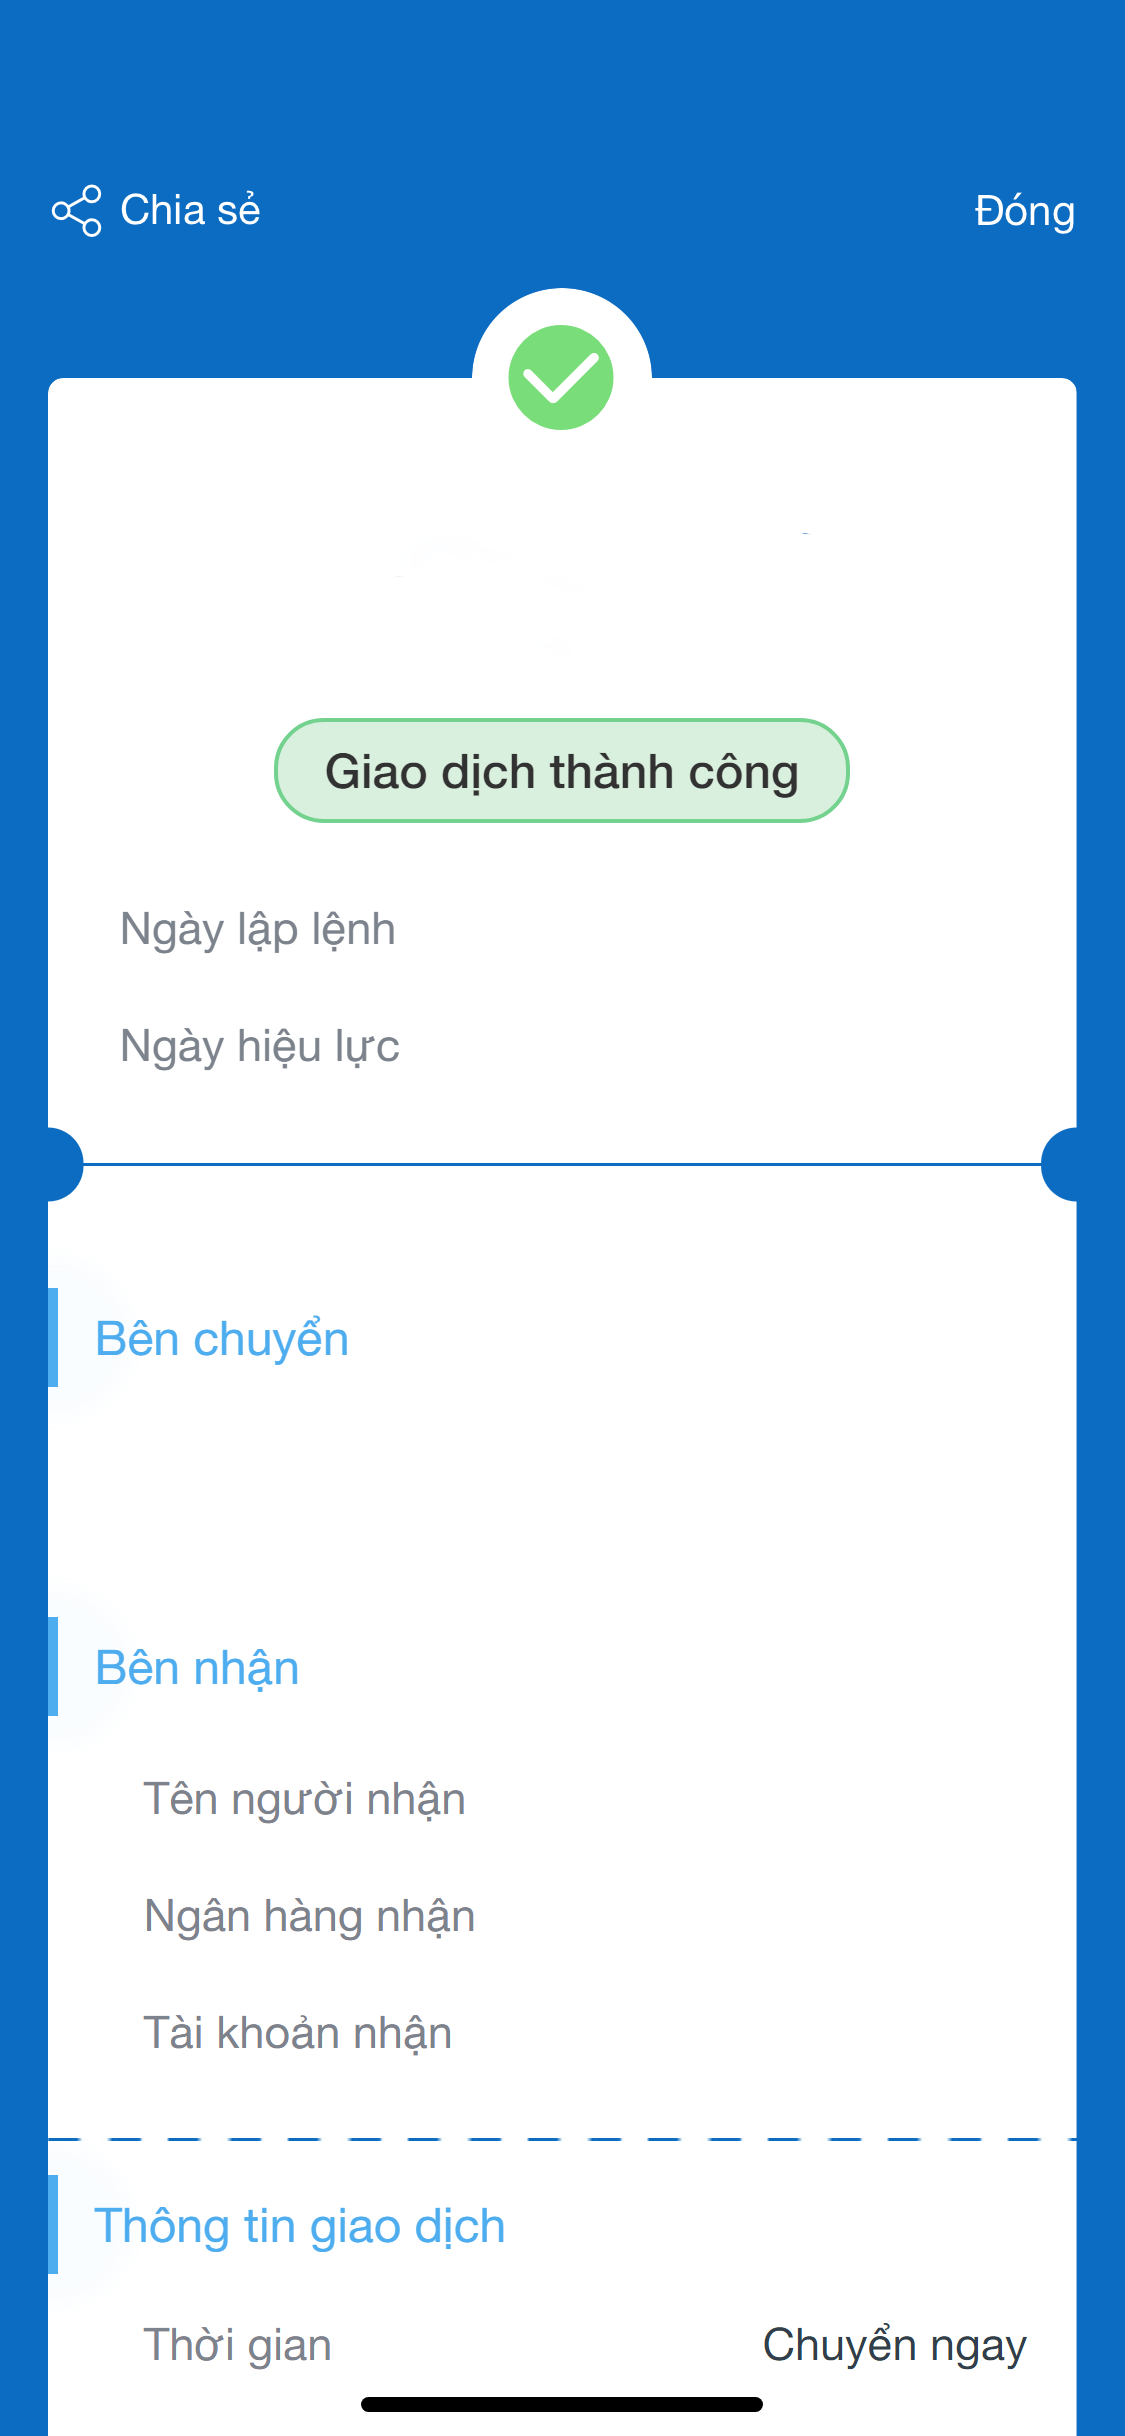 Chia sẻ
Đóng
Giao dịch thành công
Ngày lập lệnh
Ngày hiệu lực
Bên chuyển
Bên nhận
Tên người nhận
Ngân hàng nhận
Tài khoản nhận
Thông tin giao dịch
Thời gian
Chuyển ngay